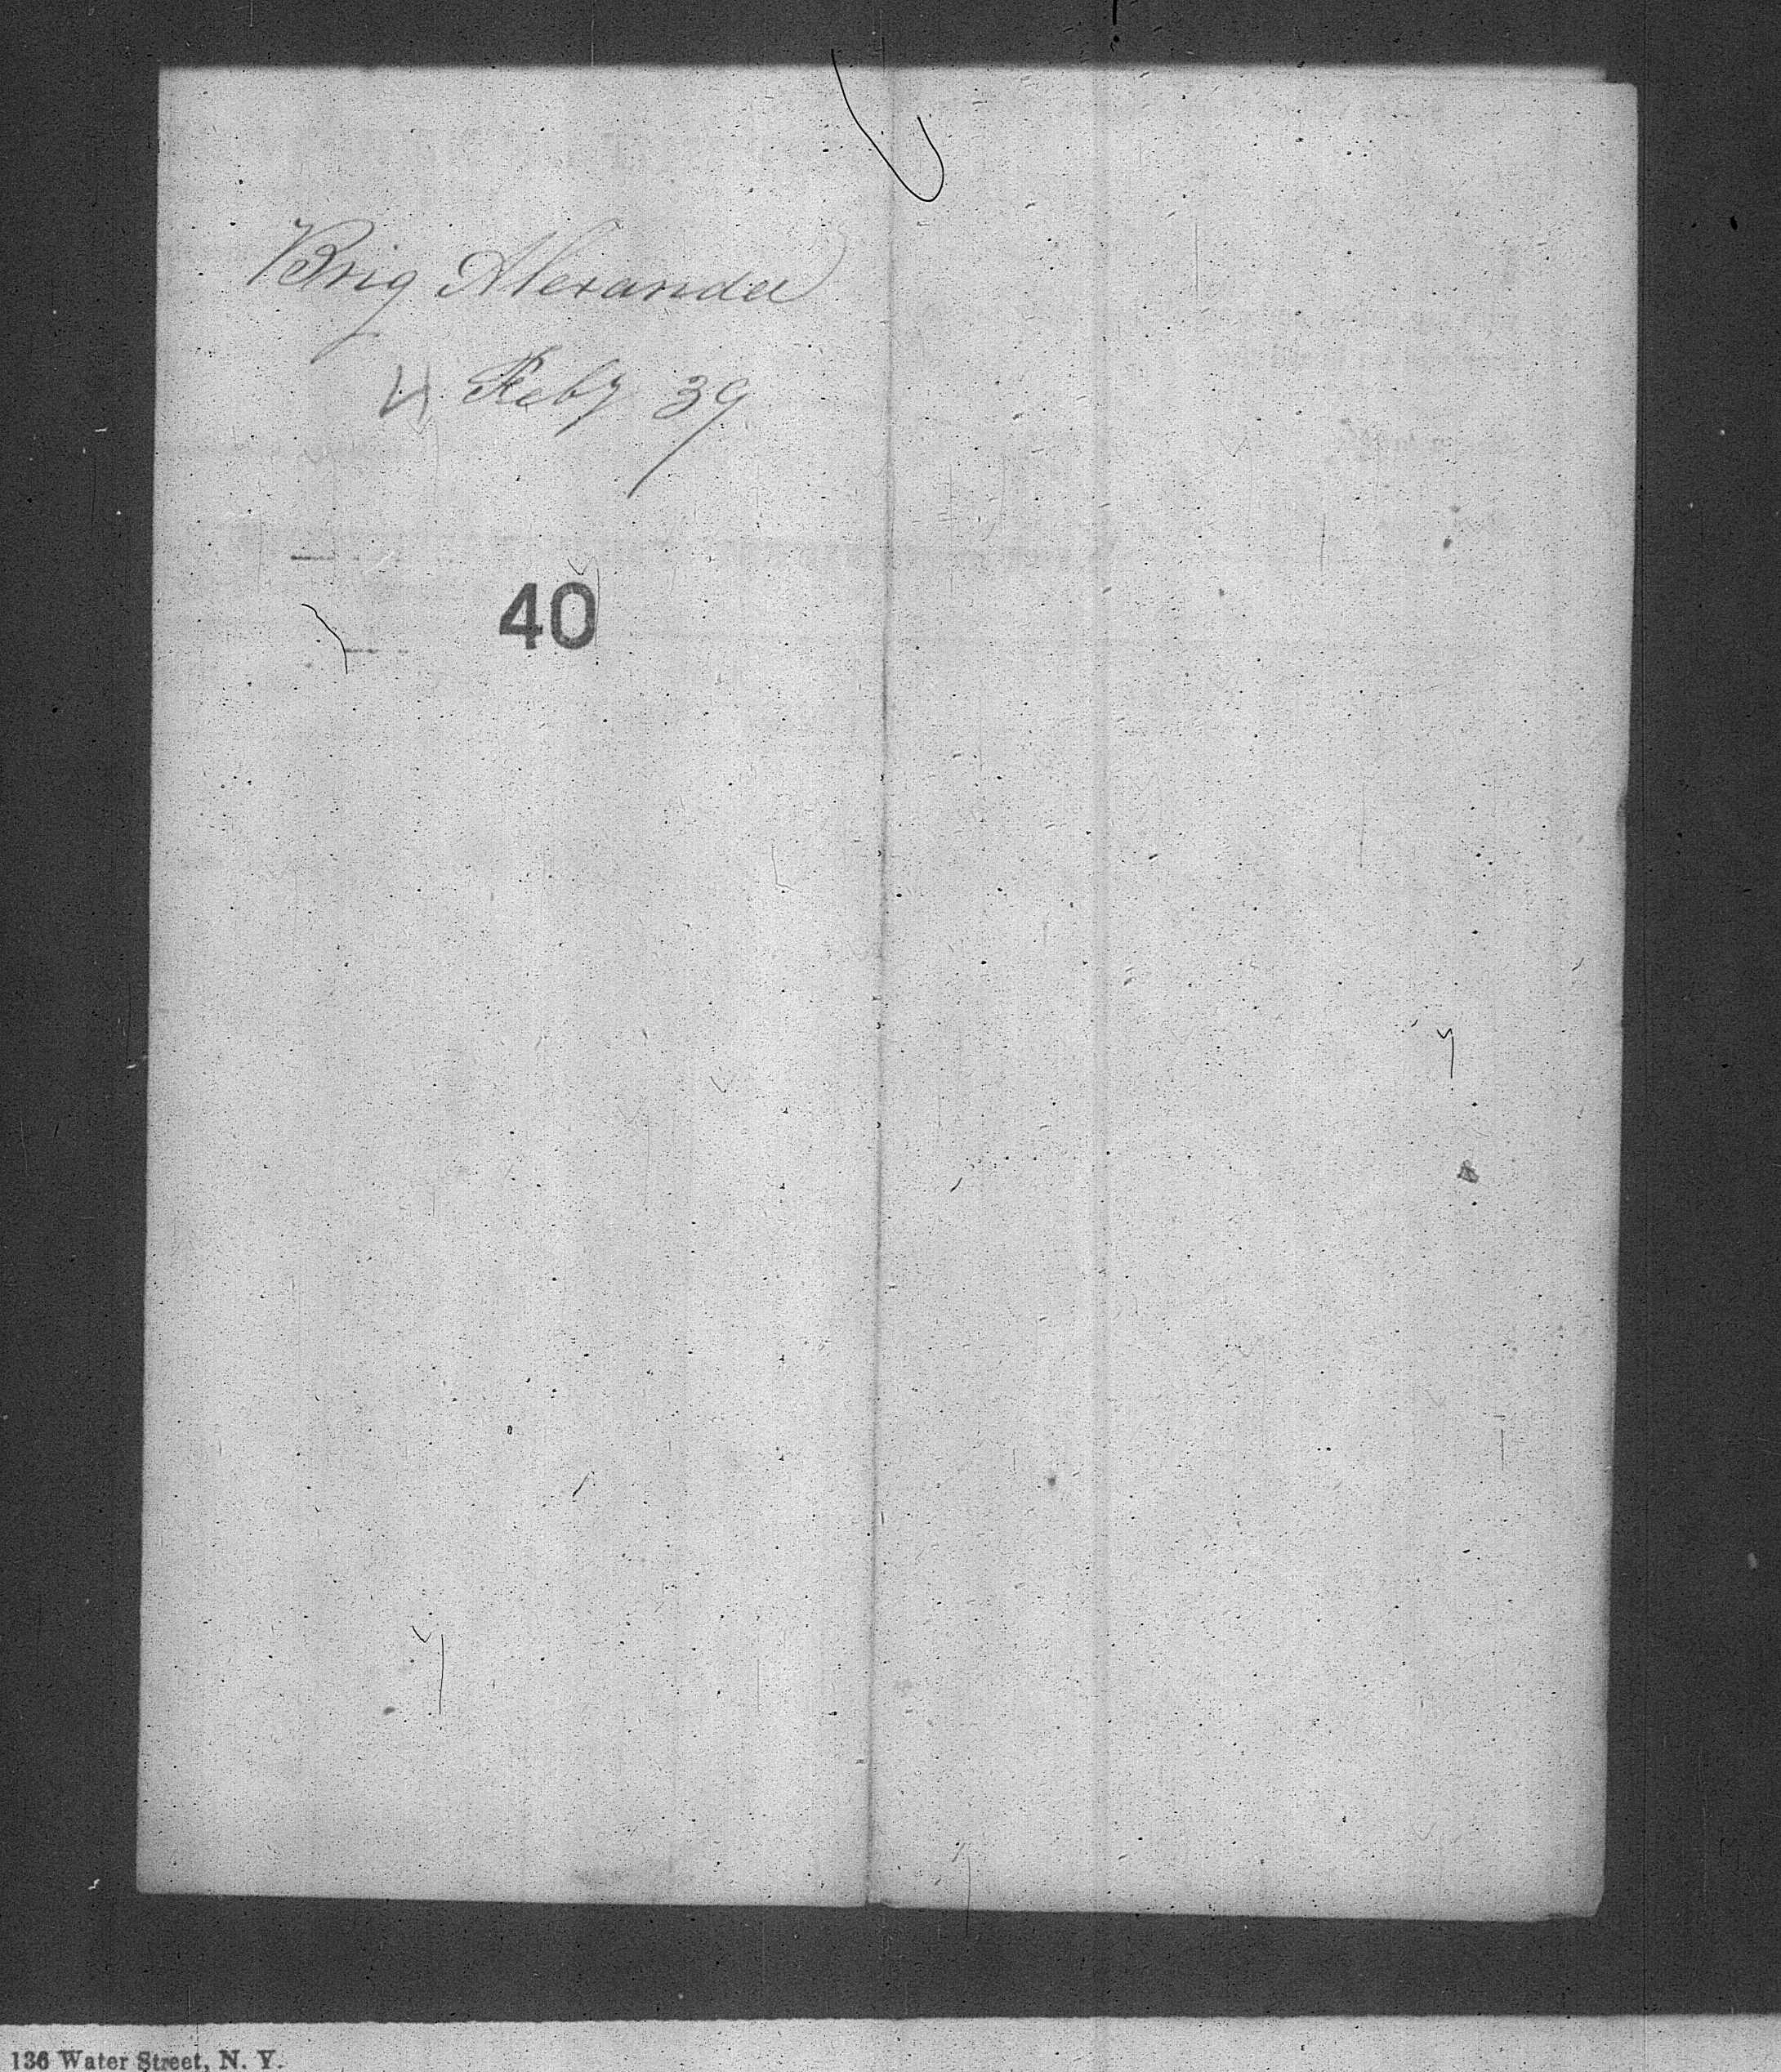 Brig Alexander
4 Feby 39
40
136 Water Street, N. Y.